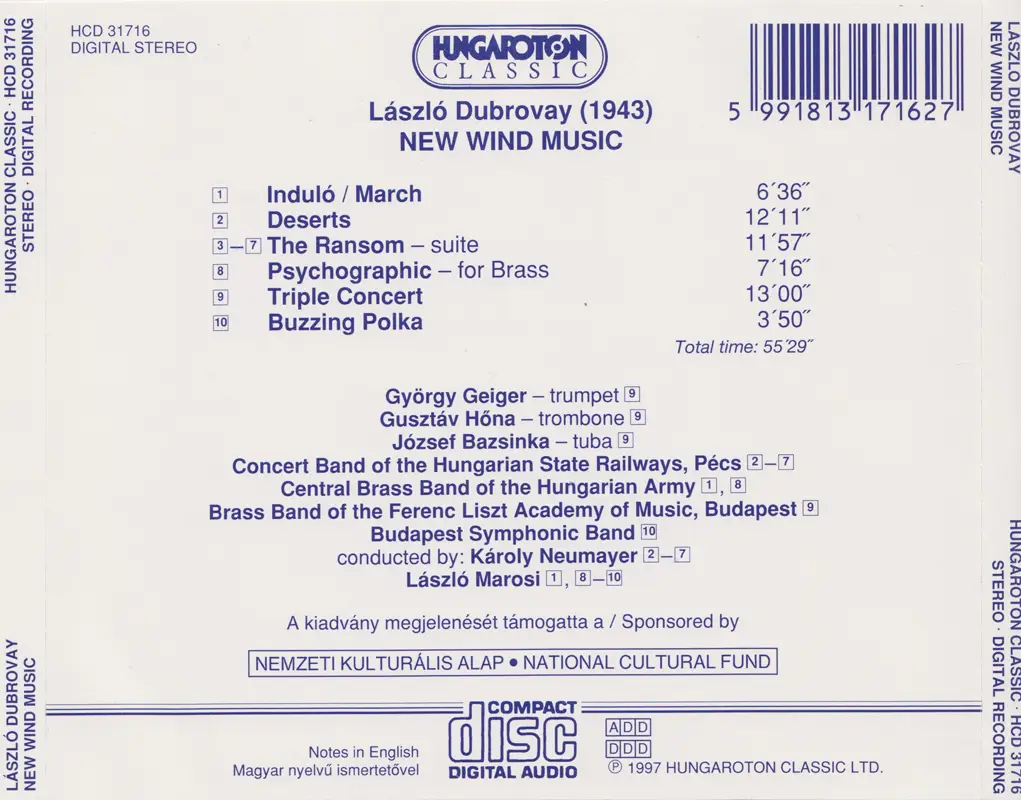 HCD 31716
DIGITAL STEREO
HUNGAROTON
CLASSIC
László Dubrovay (1943)
NEW WIND MUSIC
5 991813 171627
1 Induló / March 6´36˝
2 Deserts 12´11˝
3–7 The Ransom – suite 11´57˝
8 Psychographic – for Brass 7´16˝
9 Triple Concert 13´00˝
10 Buzzing Polka 3´50˝
Total time: 55´29˝
György Geiger – trumpet 9
Gusztáv Hőna – trombone 9
József Bazsinka – tuba 9
Concert Band of the Hungarian State Railways, Pécs 2–7
Central Brass Band of the Hungarian Army 1, 8
Brass Band of the Ferenc Liszt Academy of Music, Budapest 9
Budapest Symphonic Band 10
conducted by: Károly Neumayer 2–7
László Marosi 1, 8–10
A kiadvány megjelenését támogatta a / Sponsored by
NEMZETI KULTURÁLIS ALAP • NATIONAL CULTURAL FUND
Notes in English
Magyar nyelvű ismertetővel
COMPACT
disc
DIGITAL AUDIO
ADD
DDD
℗ 1997 HUNGAROTON CLASSIC LTD.
LÁSZLÓ DUBROVAY
NEW WIND MUSIC
HUNGAROTON CLASSIC · HCD 31716
STEREO · DIGITAL RECORDING
LÁSZLÓ DUBROVAY
NEW WIND MUSIC
HUNGAROTON CLASSIC · HCD 31716
STEREO · DIGITAL RECORDING